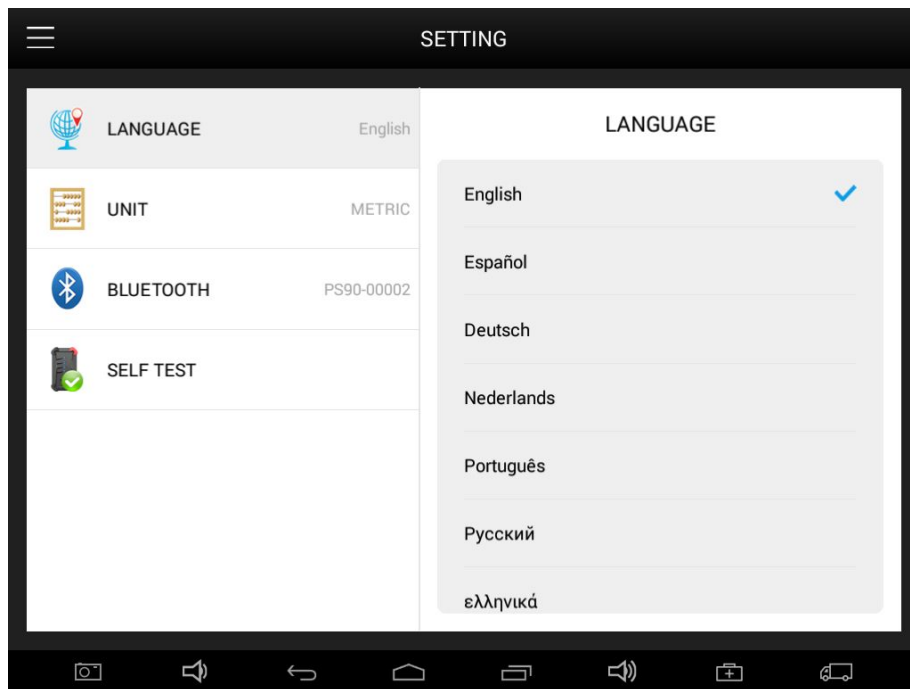 SETTING
LANGUAGE English
UNIT METRIC
BLUETOOTH PS90-00002
SELF TEST
LANGUAGE
English
Español
Deutsch
Nederlands
Português
Русский
ελληνικά